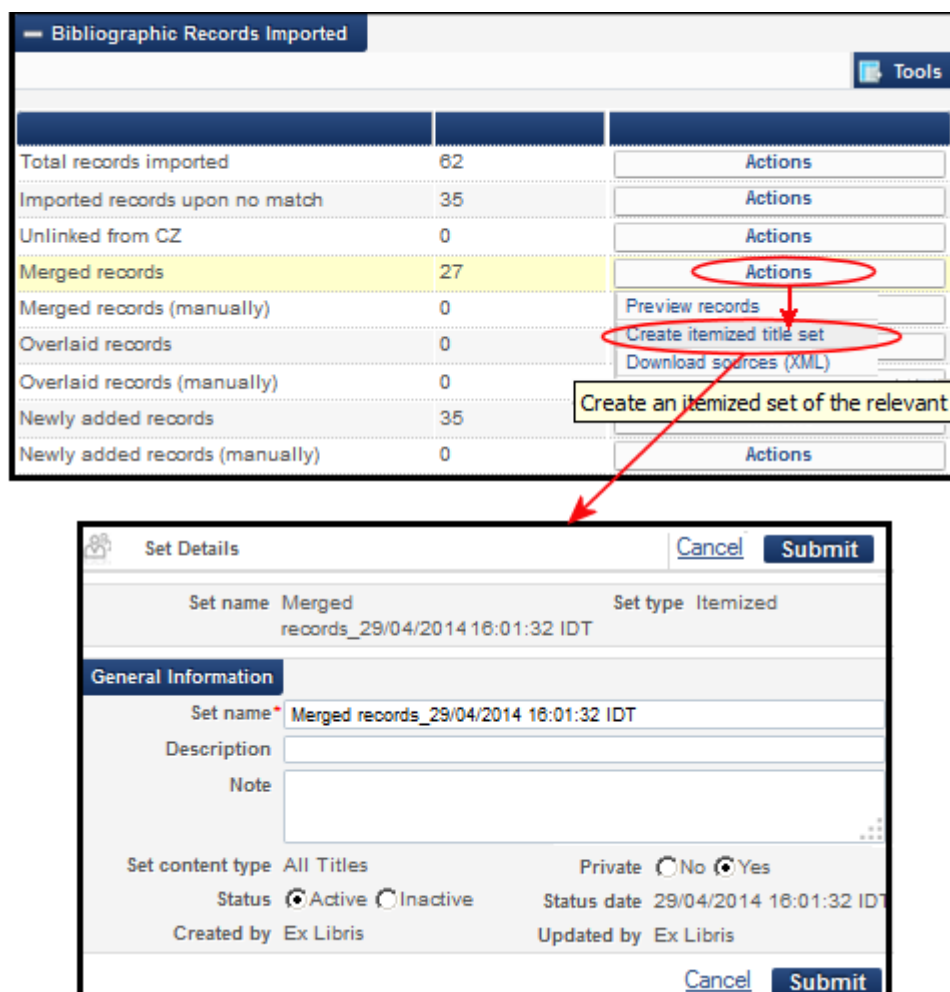 Bibliographic Records Imported
Tools
Total records imported 62 Actions
Imported records upon no match 35 Actions
Unlinked from CZ 0 Actions
Merged records 27 Actions
Merged records (manually) 0 Preview records
Overlaid records 0 Create itemized title set
Download sources (XML)
Overlaid records (manually) 0
Create an itemized set of the relevant
Newly added records 35
Newly added records (manually) 0 Actions
Set Details Cancel Submit
Set name Merged Set type Itemized
records_29/04/2014 16:01:32 IDT
General Information
Set name* Merged records_29/04/2014 16:01:32 IDT
Description
Note
Set content type All Titles Private No Yes
Status Active Inactive Status date 29/04/2014 16:01:32 IDT
Created by Ex Libris Updated by Ex Libris
Cancel Submit